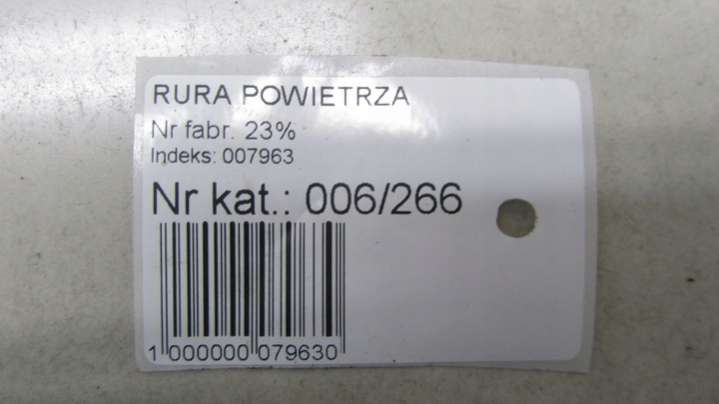 RURA POWIETRZA
Nr fabr. 23%
Indeks: 007963
Nr kat.: 006/266
1 000000 079630